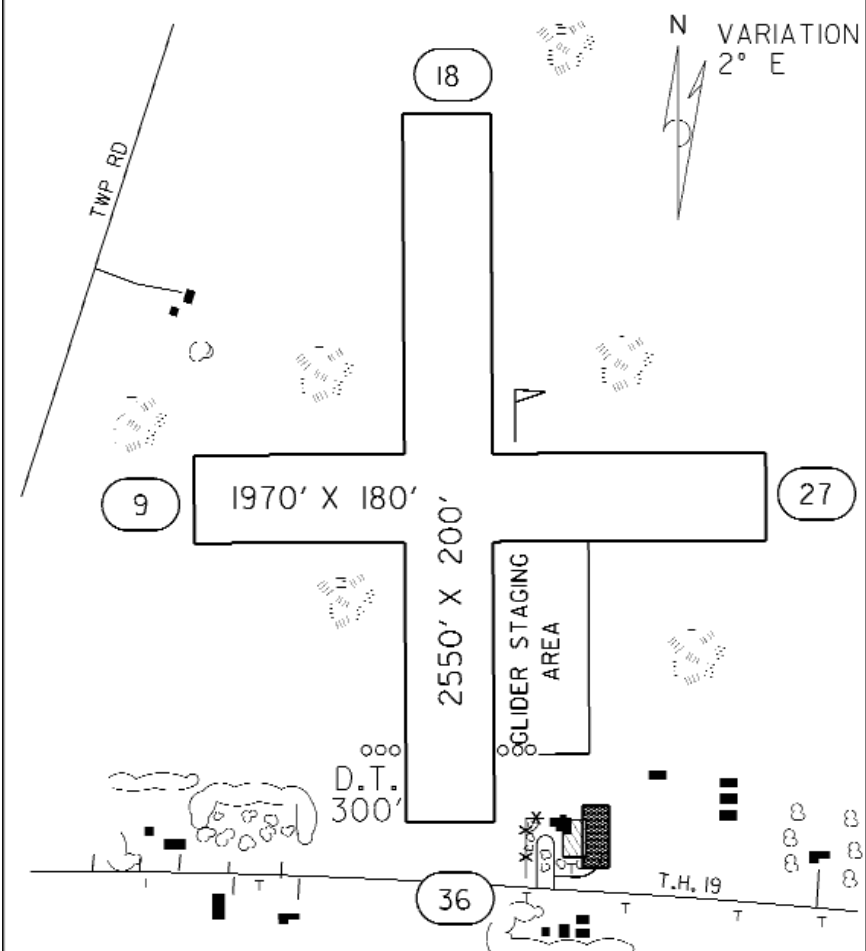 N
VARIATION
2° E
18
TWP RD
9
1970' X 180'
27
2550' X 200'
GLIDER STAGING
AREA
D.T.
300'
T.H. 19
36
T
T
T
T
T
T